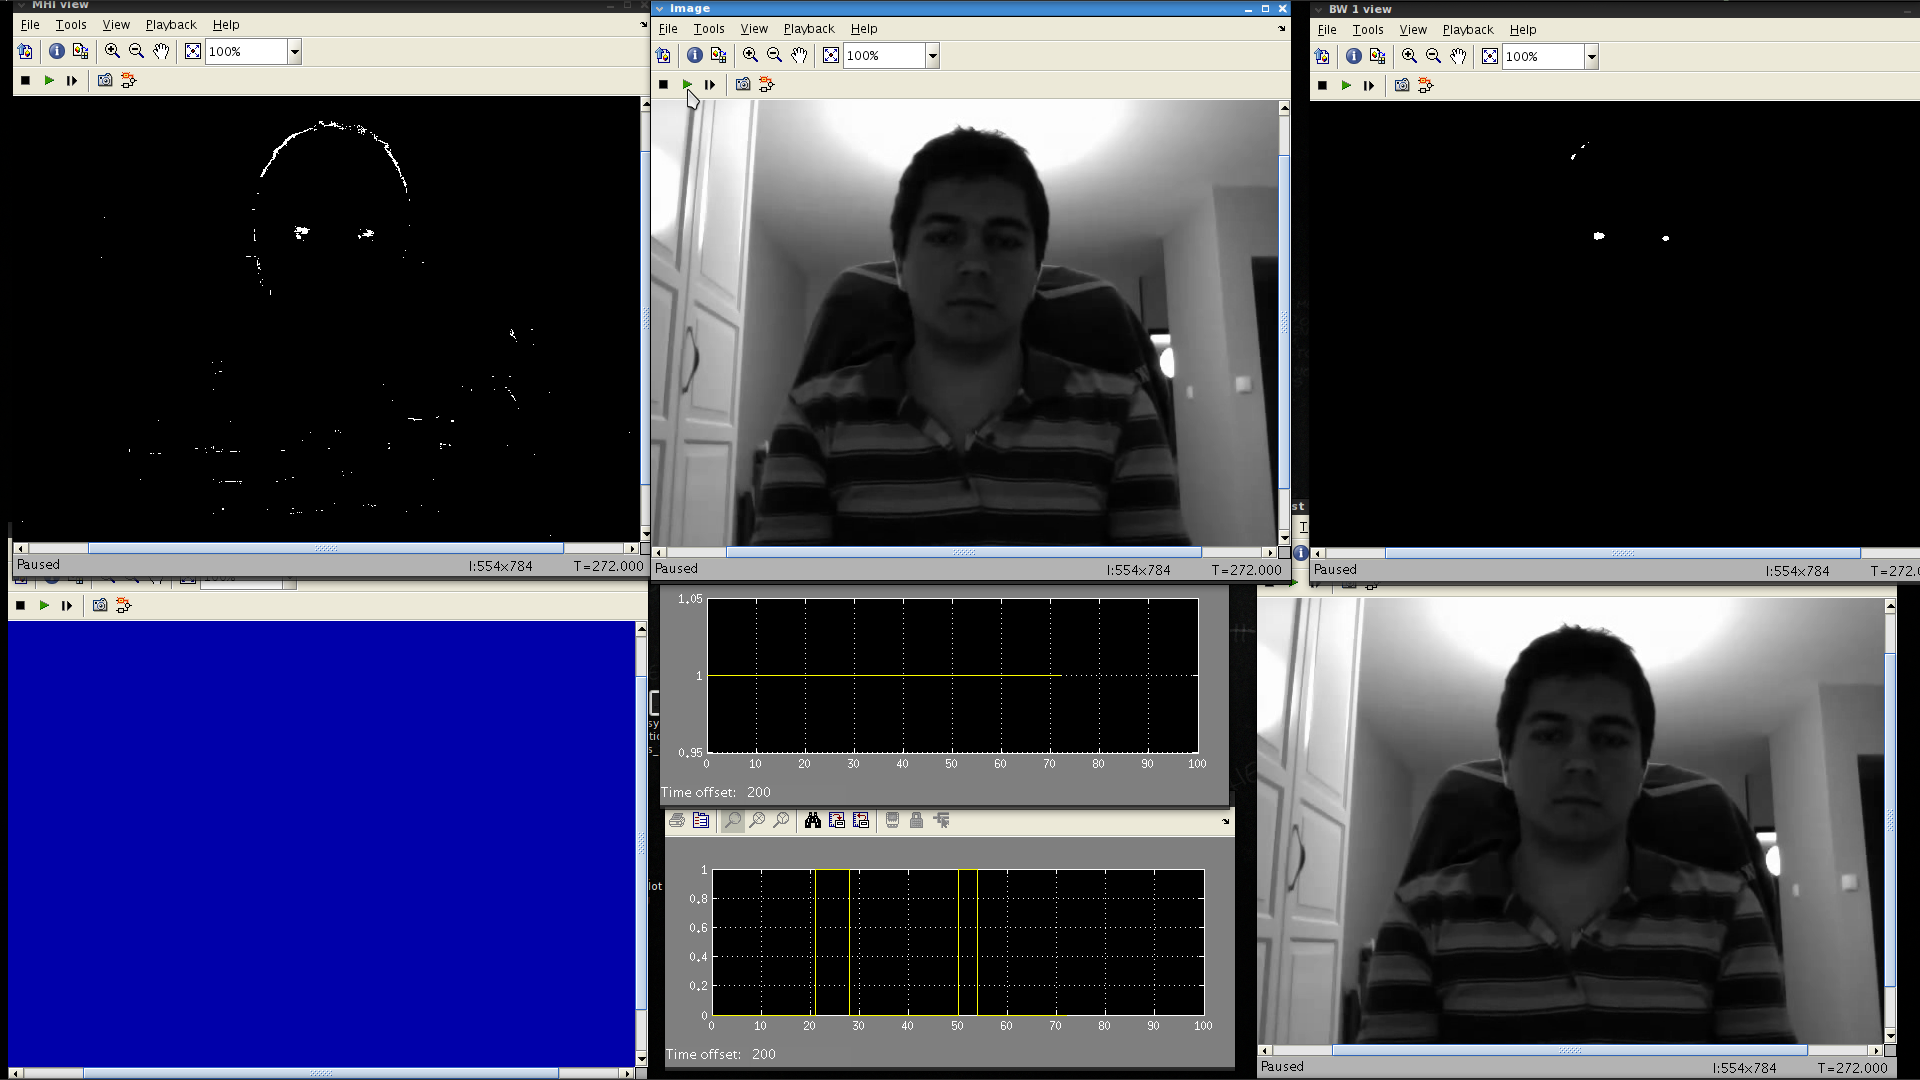 MHI view
File Tools View Playback Help
100%
Paused
I:554x784
T=272.000
Image
File Tools View Playback Help
100%
Paused
I:554x784
T=272.000
BW 1 view
File Tools View Playback Help
100%
Paused
I:554x784
T=272.0
st
T
1.05
1
0.95
0 10 20 30 40 50 60 70 80 90 100
Time offset: 200
lot
1
0.8
0.6
0.4
0.2
0
0 10 20 30 40 50 60 70 80 90 100
Time offset: 200
Paused
I:554x784
T=272.000